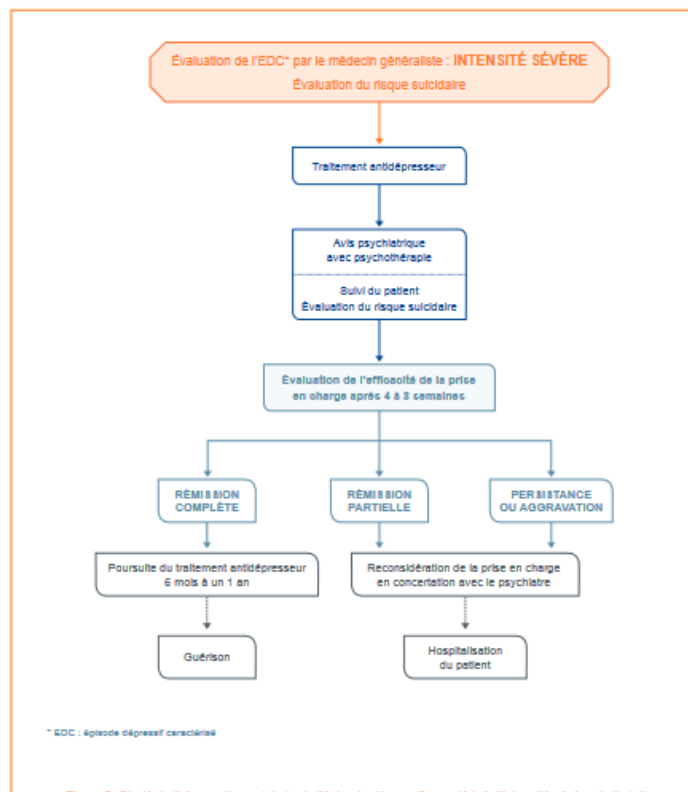 Évaluation de l'EDC* par le médecin généraliste : INTENSITÉ SÉVÈRE
Évaluation du risque suicidaire
Traitement antidépresseur
Avis psychiatrique
avec psychothérapie
Suivi du patient
Évaluation du risque suicidaire
Évaluation de l'efficacité de la prise
en charge après 4 à 8 semaines
RÉMISSION
COMPLÈTE
RÉMISSION
PARTIELLE
PERSISTANCE
OU AGGRAVATION
Poursuite du traitement antidépresseur
6 mois à un 1 an
Reconsidération de la prise en charge
en concertation avec le psychiatre
Guérison
Hospitalisation
du patient
* EDC : épisode dépressif caractérisé